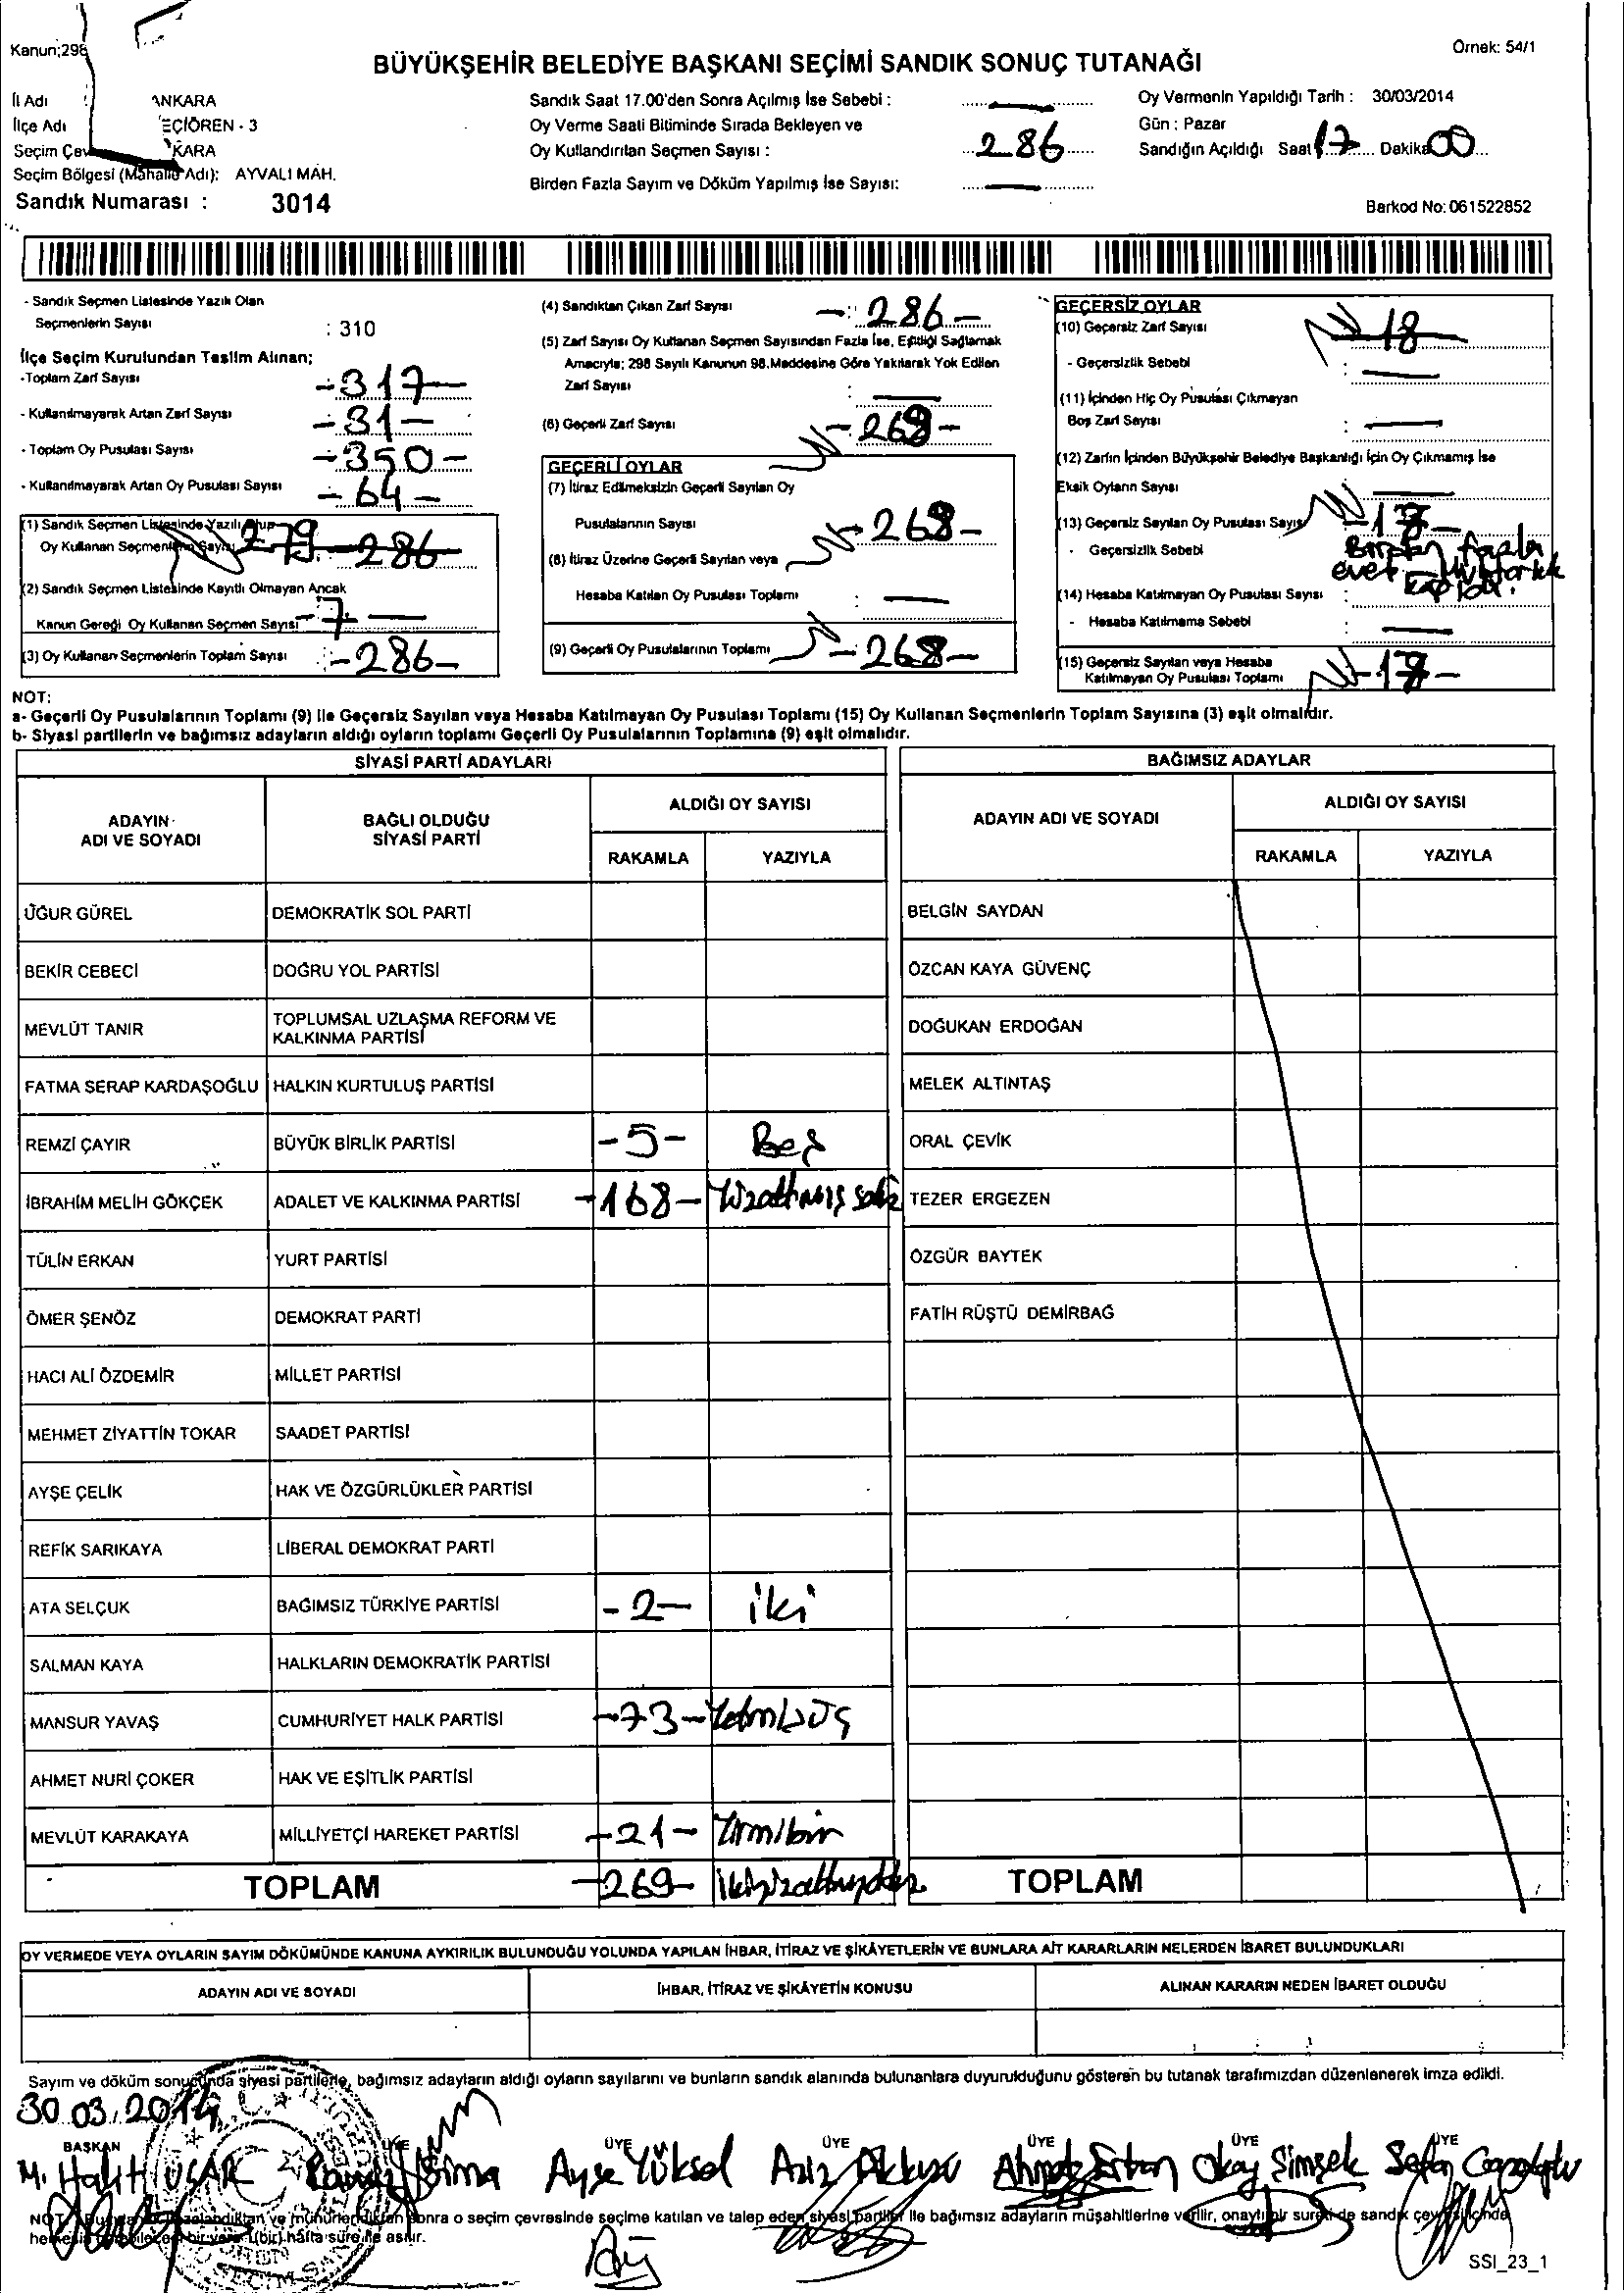 Kanun;298
Örnek: 54/1
BÜYÜKŞEHİR BELEDİYE BAŞKANI SEÇİMİ SANDIK SONUÇ TUTANAĞI
İl Adı : ANKARA
İlçe Adı EÇİÖREN - 3
Seçim Çev KARA
Seçim Bölgesi (Mahalle Adı): AYVALI MAH.
Sandık Numarası : 3014
Sandık Saat 17.00'den Sonra Açılmış İse Sebebi :
Oy Verme Saati Bitiminde Sırada Bekleyen ve
Oy Kullandırılan Seçmen Sayısı : 286
Birden Fazla Sayım ve Döküm Yapılmış İse Sayısı:
Oy Vermenin Yapıldığı Tarih : 30/03/2014
Gün : Pazar
Sandığın Açıldığı Saat 17 Dakika 00
Barkod No: 061522852
- Sandık Seçmen Listesinde Yazılı Olan
Seçmenlerin Sayısı : 310
İlçe Seçim Kurulundan Teslim Alınan;
-Toplam Zarf Sayısı -317-
- Kullanılmayarak Artan Zarf Sayısı -31-
- Toplam Oy Pusulası Sayısı -350-
- Kullanılmayarak Artan Oy Pusulası Sayısı -64-
(1) Sandık Seçmen Listesinde Yazılı Olup
Oy Kullanan Seçmenlerin Sayısı 279 286
(2) Sandık Seçmen Listesinde Kayıtlı Olmayan Ancak
Kanun Gereği Oy Kullanan Seçmen Sayısı -7-
(3) Oy Kullanan Seçmenlerin Toplam Sayısı :-286-
(4) Sandıktan Çıkan Zarf Sayısı -: 286-
(5) Zarf Sayısı Oy Kullanan Seçmen Sayısından Fazla İse, Eşitliği Sağlamak
Amacıyla; 298 Sayılı Kanunun 98.Maddesine Göre Yakılarak Yok Edilen
Zarf Sayısı :
(6) Geçerli Zarf Sayısı -268-
GEÇERLİ OYLAR
(7) İtiraz Edilmeksizin Geçerli Sayılan Oy
Pusulalarının Sayısı -268-
(8) İtiraz Üzerine Geçerli Sayılan veya
Hesaba Katılan Oy Pusulası Toplamı :
(9) Geçerli Oy Pusulalarının Toplamı -268-
GEÇERSİZ OYLAR
(10) Geçersiz Zarf Sayısı 18
- Geçersizlik Sebebi :
(11) İçinden Hiç Oy Pusulası Çıkmayan
Boş Zarf Sayısı :
(12) Zarfın İçinden Büyükşehir Belediye Başkanlığı İçin Oy Çıkmamış İse
Eksik Oyların Sayısı
(13) Geçersiz Sayılan Oy Pusulası Sayısı
- Geçersizlik Sebebi Birden fazla
evet
(14) Hesaba Katılmayan Oy Pusulası Sayısı :
- Hesaba Katılmama Sebebi :
(15) Geçersiz Sayılan veya Hesaba
Katılmayan Oy Pusulası Toplamı
NOT:
a- Geçerli Oy Pusulalarının Toplamı (9) ile Geçersiz Sayılan veya Hesaba Katılmayan Oy Pusulası Toplamı (15) Oy Kullanan Seçmenlerin Toplam Sayısına (3) eşit olmalıdır.
b- Siyasi partilerin ve bağımsız adayların aldığı oyların toplamı Geçerli Oy Pusulalarının Toplamına (9) eşit olmalıdır.
SİYASİ PARTİ ADAYLARI
ADAYIN ADI VE SOYADI
BAĞLI OLDUĞU SİYASİ PARTİ
ALDIĞI OY SAYISI
RAKAMLA YAZIYLA
UĞUR GÜREL DEMOKRATİK SOL PARTİ
BEKİR CEBECİ DOĞRU YOL PARTİSİ
MEVLÜT TANIR TOPLUMSAL UZLAŞMA REFORM VE KALKINMA PARTİSİ
FATMA SERAP KARDAŞOĞLU HALKIN KURTULUŞ PARTİSİ
REMZİ ÇAYIR BÜYÜK BİRLİK PARTİSİ -5- Beş
İBRAHİM MELİH GÖKÇEK ADALET VE KALKINMA PARTİSİ -168- Yüzatmış sekiz
TÜLİN ERKAN YURT PARTİSİ
ÖMER ŞENÖZ DEMOKRAT PARTİ
HACI ALİ ÖZDEMİR MİLLET PARTİSİ
MEHMET ZİYATTİN TOKAR SAADET PARTİSİ
AYŞE ÇELİK HAK VE ÖZGÜRLÜKLER PARTİSİ
REFİK SARIKAYA LİBERAL DEMOKRAT PARTİ
ATA SELÇUK BAĞIMSIZ TÜRKİYE PARTİSİ -2- iki
SALMAN KAYA HALKLARIN DEMOKRATİK PARTİSİ
MANSUR YAVAŞ CUMHURİYET HALK PARTİSİ -73- Yetmişüç
AHMET NURİ ÇOKER HAK VE EŞİTLİK PARTİSİ
MEVLÜT KARAKAYA MİLLİYETÇİ HAREKET PARTİSİ -21- Yirmibir
TOPLAM -269-
BAĞIMSIZ ADAYLAR
ADAYIN ADI VE SOYADI
ALDIĞI OY SAYISI
RAKAMLA YAZIYLA
BELGİN SAYDAN
ÖZCAN KAYA GÜVENÇ
DOĞUKAN ERDOĞAN
MELEK ALTINTAŞ
ORAL ÇEVİK
TEZER ERGEZEN
ÖZGÜR BAYTEK
FATİH RÜŞTÜ DEMİRBAĞ
TOPLAM
OY VERMEDE VEYA OYLARIN SAYIM DÖKÜMÜNDE KANUNA AYKIRILIK BULUNDUĞU YOLUNDA YAPILAN İHBAR, İTİRAZ VE ŞİKÂYETLERİN VE BUNLARA AİT KARARLARIN NELERDEN İBARET BULUNDUKLARI
ADAYIN ADI VE SOYADI İHBAR, İTİRAZ VE ŞİKÂYETİN KONUSU ALINAN KARARIN NEDEN İBARET OLDUĞU
Sayım ve döküm sonucunda siyasi partilerle, bağımsız adayların aldığı oyların sayılarını ve bunların sandık alanında bulunanlara duyurulduğunu gösteren bu tutanak tarafımızdan düzenlenerek imza edildi.
30.03.2014
BAŞKAN ÜYE ÜYE ÜYE ÜYE ÜYE ÜYE
M. Halit UÇAR Ayşe Yüksel Aziz Akkuzu Okay Şimşek
NOT: düzenlendikten ve mühürlendikten sonra o seçim çevresinde seçime katılan ve talep eden siyasi partiler ile bağımsız adayların müşahitlerine verilir, onaylı bir sureti de sandık çevresi içinde
herkesin görebileceği bir yere 1(bir) hafta süre ile asılır.
SSI_23_1